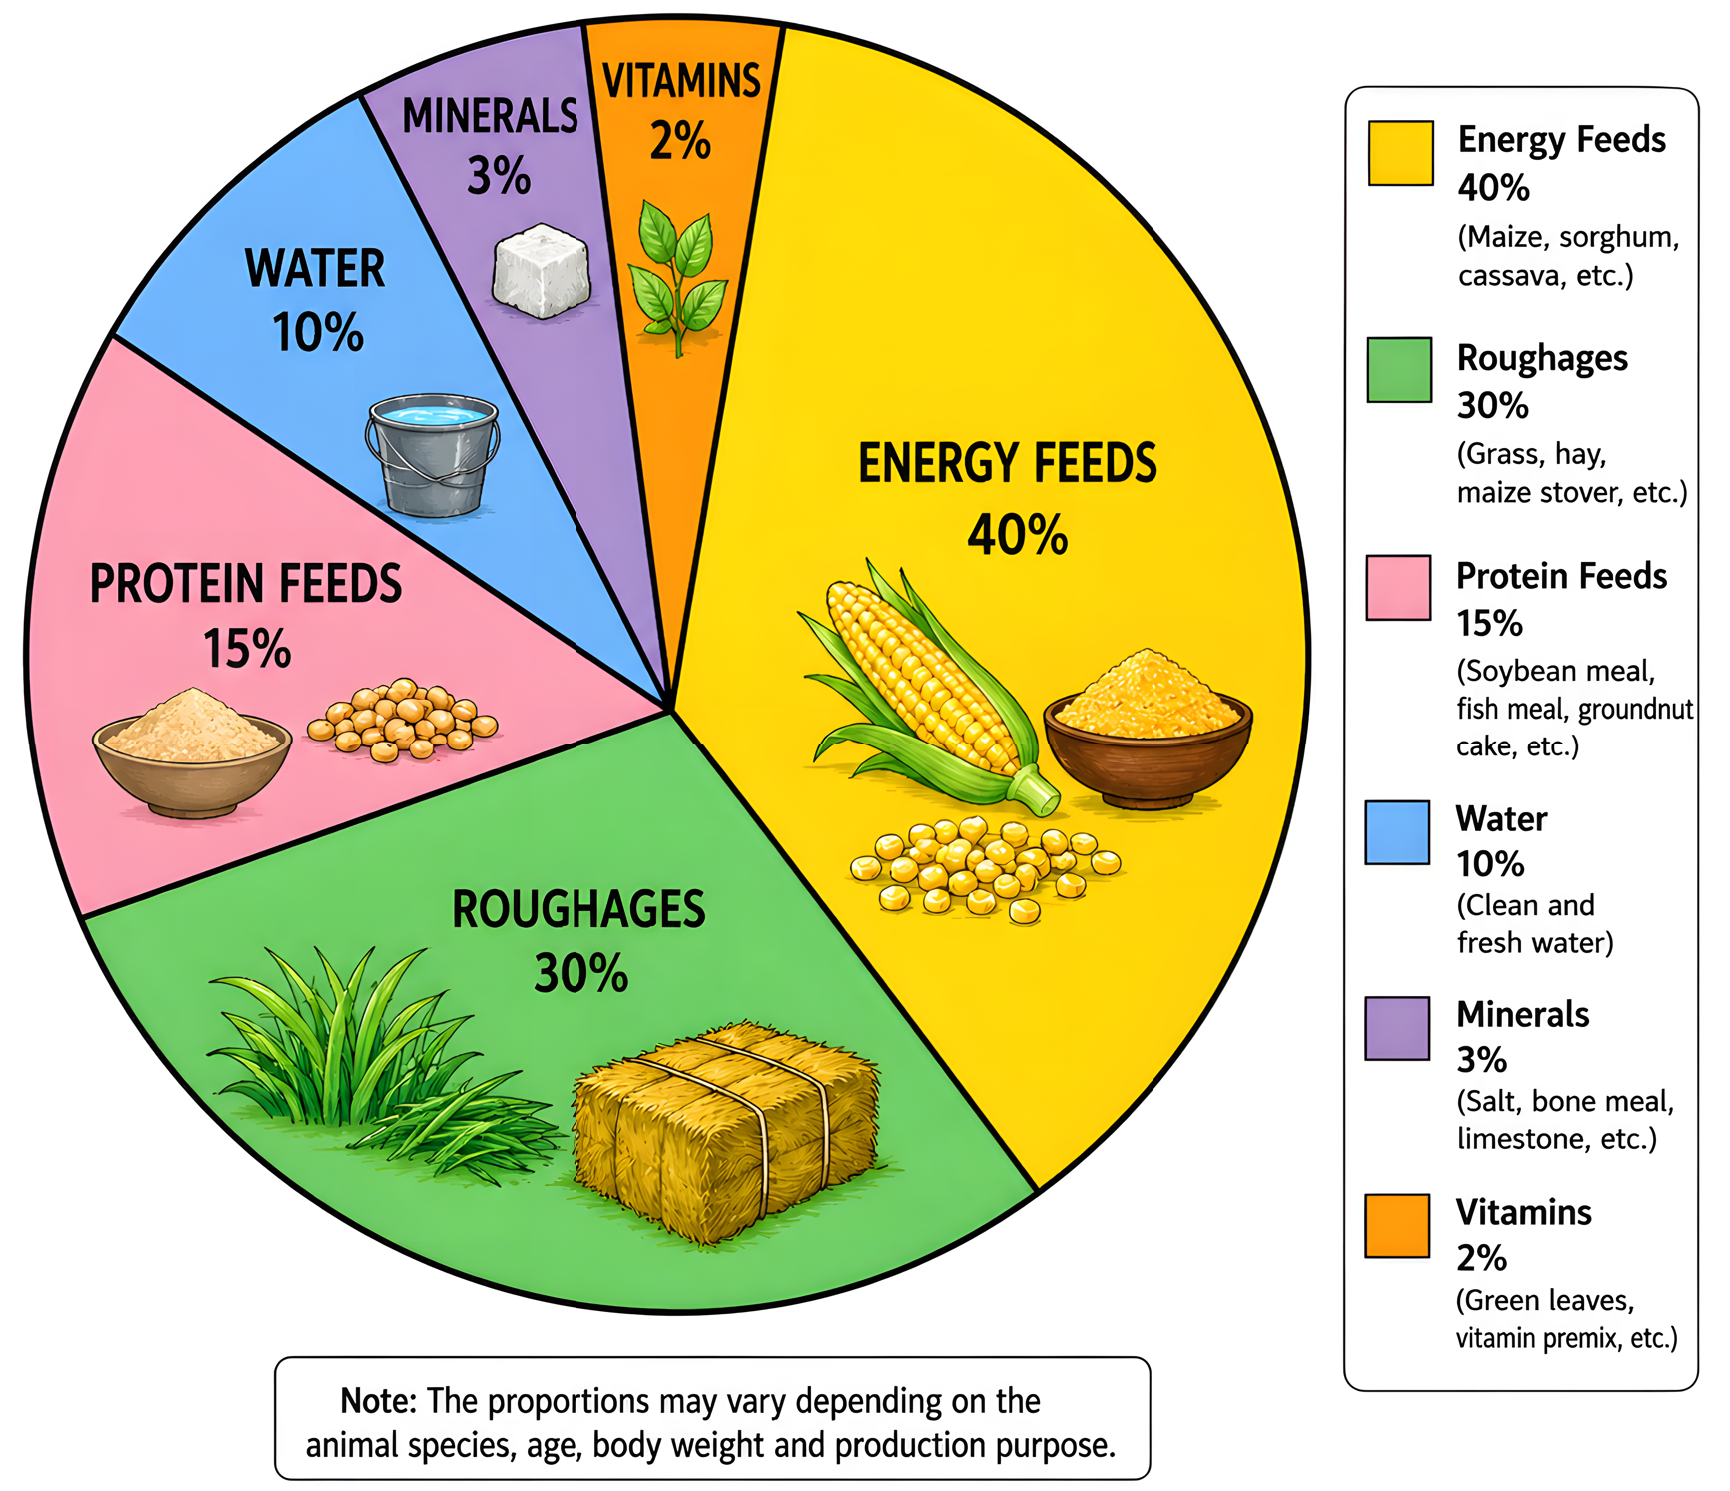 VITAMINS
2%
MINERALS
3%
WATER
10%
ENERGY FEEDS
40%
PROTEIN FEEDS
15%
ROUGHAGES
30%
Energy Feeds
40%
(Maize, sorghum,
cassava, etc.)
Roughages
30%
(Grass, hay,
maize stover, etc.)
Protein Feeds
15%
(Soybean meal,
fish meal, groundnut
cake, etc.)
Water
10%
(Clean and
fresh water)
Minerals
3%
(Salt, bone meal,
limestone, etc.)
Vitamins
2%
(Green leaves,
vitamin premix, etc.)
Note: The proportions may vary depending on the
animal species, age, body weight and production purpose.